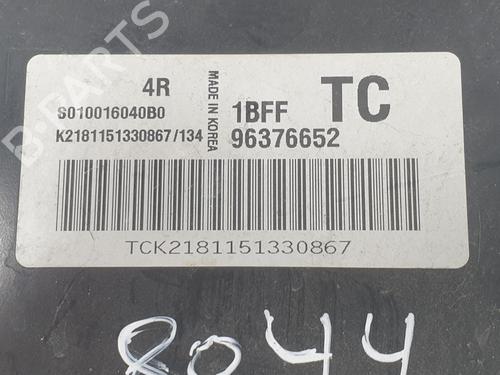 4R
S010016040B0
K2181151330867/134
MADE IN KOREA
TC
1BFF
96376652
TCK2181151330867
8044
B-PARTS